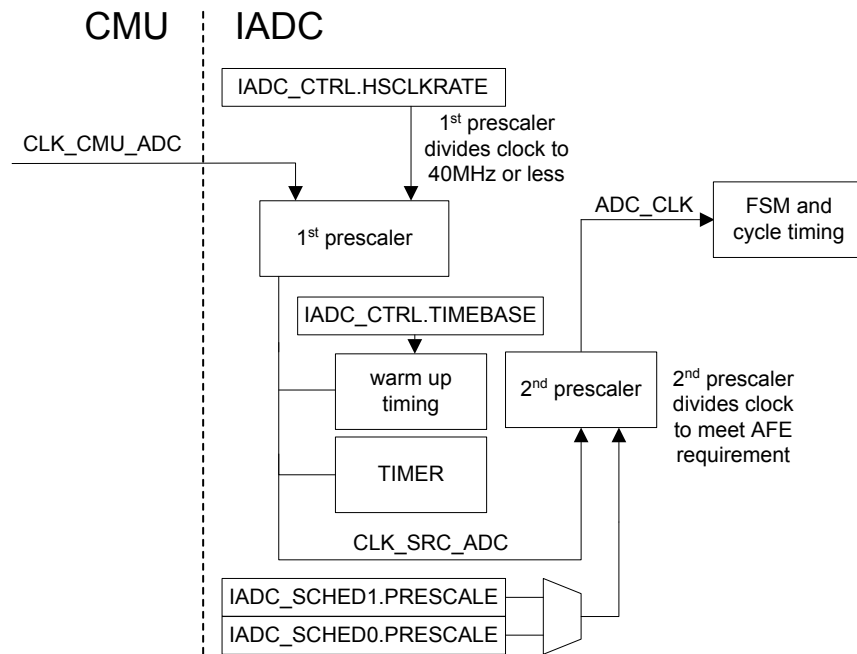 CMU
IADC
IADC_CTRL.HSCLKRATE
CLK_CMU_ADC
1st prescaler
divides clock to
40MHz or less
1st prescaler
ADC_CLK
FSM and
cycle timing
IADC_CTRL.TIMEBASE
warm up
timing
2nd prescaler
2nd prescaler
divides clock
to meet AFE
requirement
TIMER
CLK_SRC_ADC
IADC_SCHED1.PRESCALE
IADC_SCHED0.PRESCALE